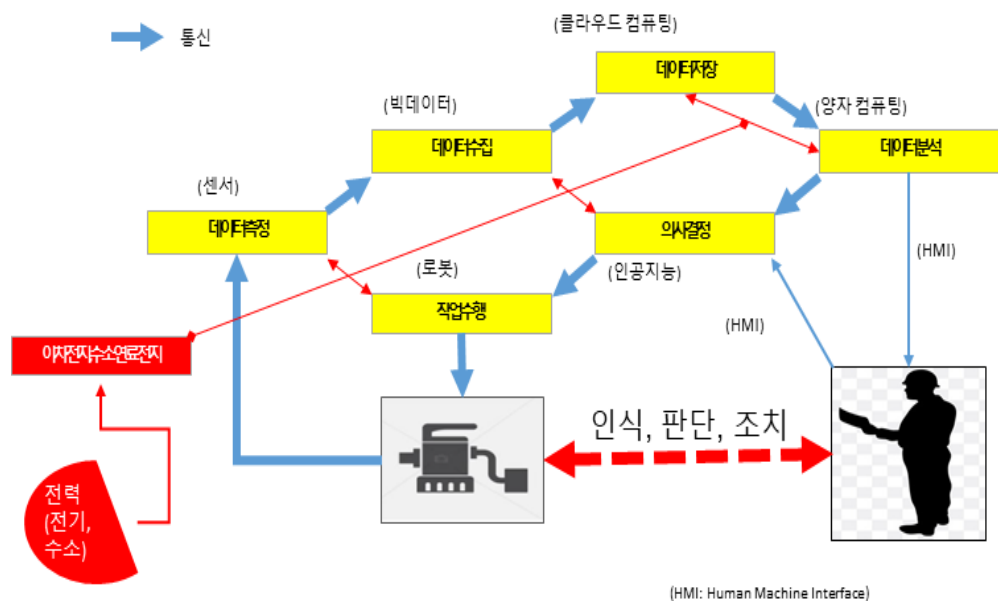 통신
(클라우드 컴퓨팅)
데이터저장
(빅데이터)
(양자 컴퓨팅)
데이터수집
데이터분석
(센서)
데이터측정
의사결정
(로봇)
(인공지능)
(HMI)
직업수행
(HMI)
이차전지수소연료전지
인식, 판단, 조치
전력
(전기,
수소)
(HMI: Human Machine Interface)